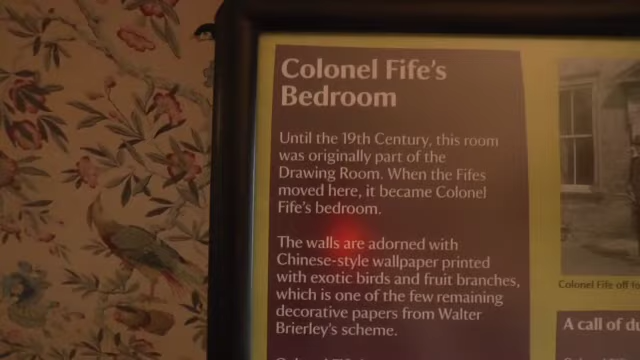 Colonel Fife's
Bedroom
Until the 19th Century, this room
was originally part of the
Drawing Room. When the Fifes
moved here, it became Colonel
Fife's bedroom.
The walls are adorned with
Chinese-style wallpaper printed
with exotic birds and fruit branches,
which is one of the few remaining
decorative papers from Walter
Brierley's scheme.
Colonel Fife off
A call of